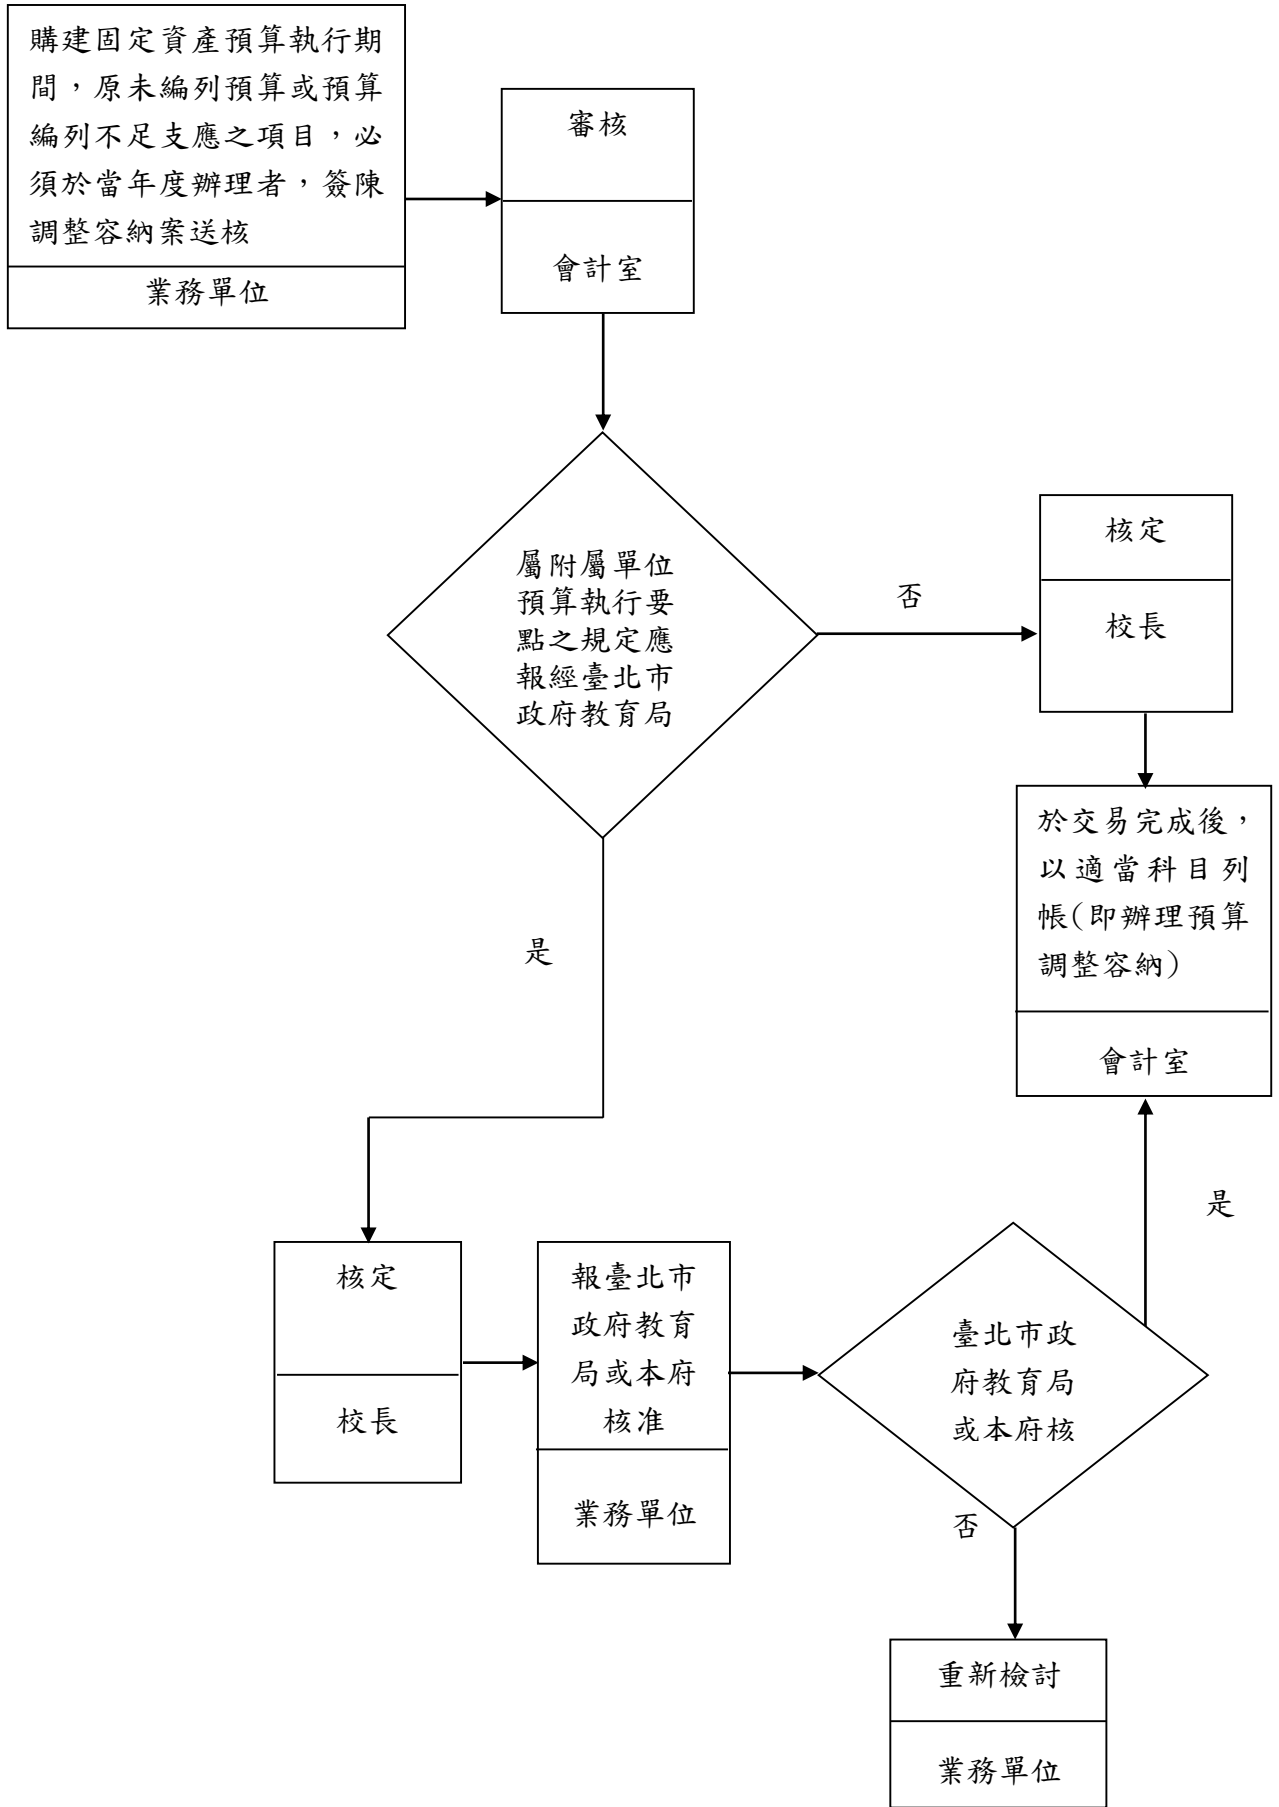 購建固定資產預算執行期
間，原未編列預算或預算
編列不足支應之項目，必
須於當年度辦理者，簽陳
調整容納案送核
業務單位
審核
會計室
屬附屬單位
預算執行要
點之規定應
報經臺北市
政府教育局
否
核定
校長
於交易完成後，
以適當科目列
帳(即辦理預算
調整容納)
會計室
是
是
核定
校長
報臺北市
政府教育
局或本府
核准
業務單位
臺北市政
府教育局
或本府核
否
重新檢討
業務單位